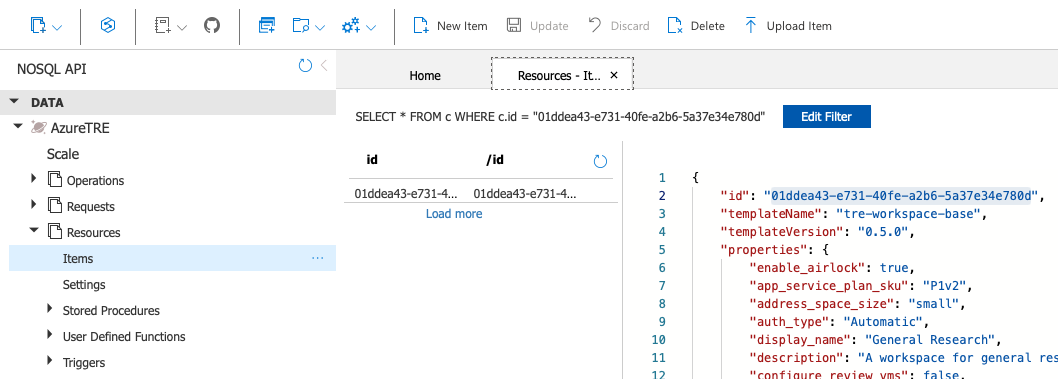 New Item
Update
Discard
Delete
Upload Item
NOSQL API
DATA
AzureTRE
Scale
Operations
Requests
Resources
Items
...
Settings
Stored Procedures
User Defined Functions
Triggers
Home
Resources - It...
SELECT * FROM c WHERE c.id = "01ddea43-e731-40fe-a2b6-5a37e34e780d"
Edit Filter
id /id
01ddea43-e731-4... 01ddea43-e731-4...
Load more
1 {
2 "id": "01ddea43-e731-40fe-a2b6-5a37e34e780d",
3 "templateName": "tre-workspace-base",
4 "templateVersion": "0.5.0",
5 "properties": {
6 "enable_airlock": true,
7 "app_service_plan_sku": "P1v2",
8 "address_space_size": "small",
9 "auth_type": "Automatic",
10 "display_name": "General Research",
11 "description": "A workspace for general res
12 "configure_review_vms": false,